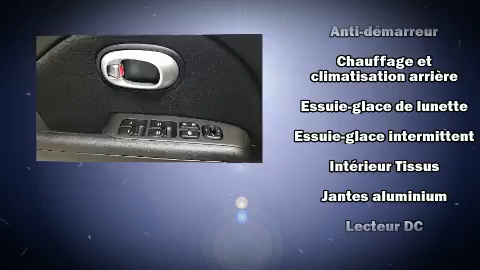 Anti-démarreur
Chauffage et
climatisation arrière
Essuie-glace de lunette
Essuie-glace intermittent
Intérieur Tissus
Jantes aluminium
Lecteur DC